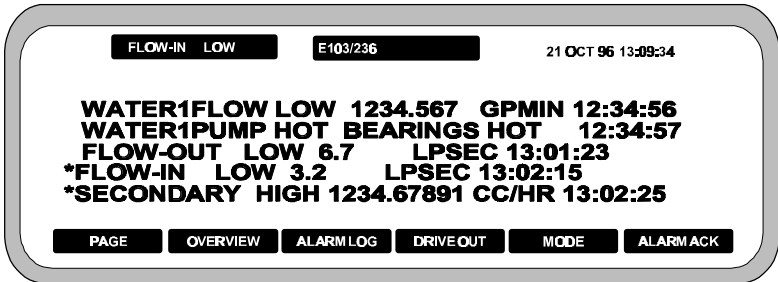 FLOW-IN LOW E103/236 21 OCT 96 13:09:34
WATER1FLOW LOW 1234.567 GPMIN 12:34:56
WATER1PUMP HOT BEARINGS HOT 12:34:57
FLOW-OUT LOW 6.7 LPSEC 13:01:23
*FLOW-IN LOW 3.2 LPSEC 13:02:15
*SECONDARY HIGH 1234.67891 CC/HR 13:02:25
PAGE OVERVIEW ALARM LOG DRIVE OUT MODE ALARM ACK